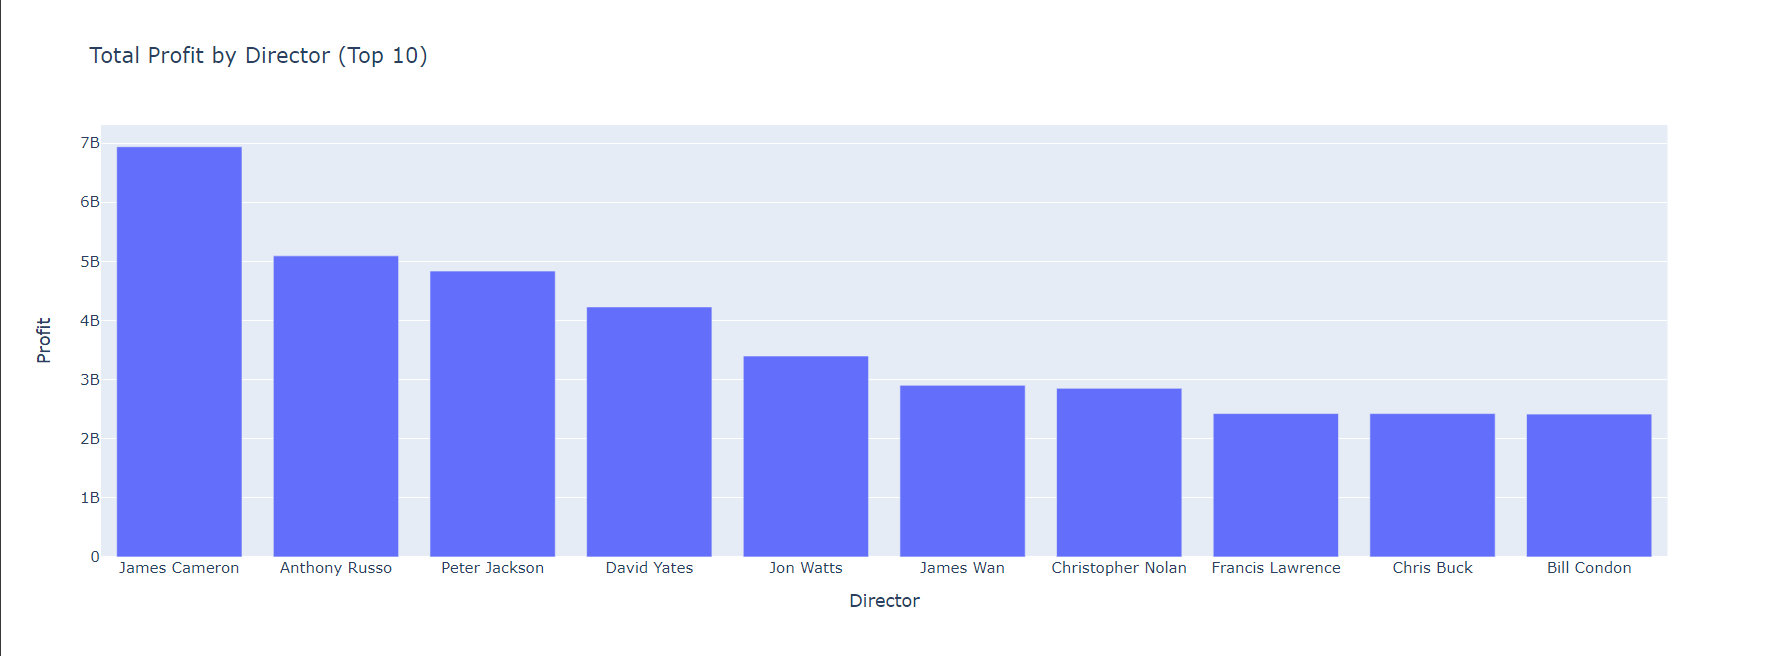 Total Profit by Director (Top 10)
7B
6B
5B
4B
3B
2B
1B
0
Profit
James Cameron Anthony Russo Peter Jackson David Yates Jon Watts James Wan Christopher Nolan Francis Lawrence Chris Buck Bill Condon
Director